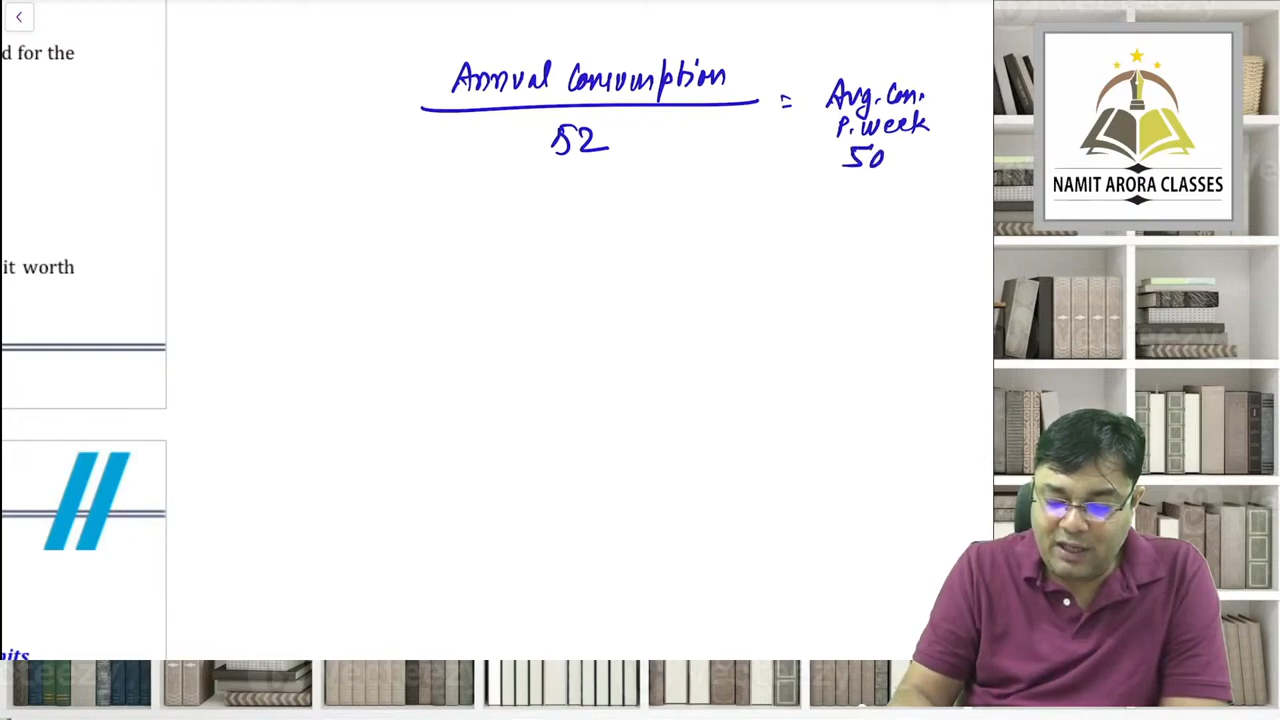 d for the
Annual Consumption
52
=
Avg. Con.
P. Week
50
NAMIT ARORA CLASSES
it worth